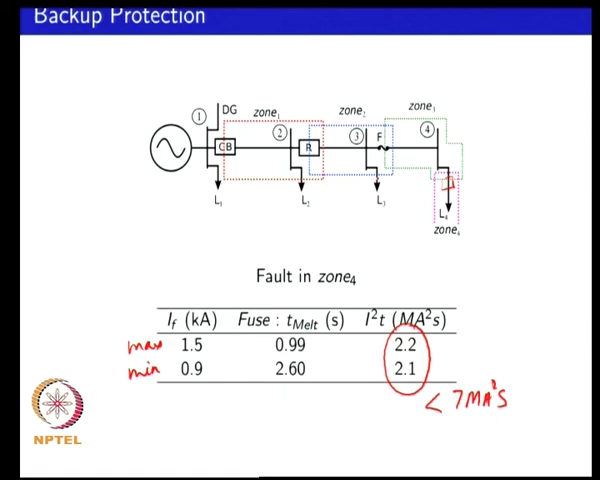 Backup Protection
1 DG zone₁ 2 zone₂ 3 F zone₃ 4
CB R
L₁ L₂ L₃ L₄
zone₄
Fault in zone₄
I_f (kA) Fuse : t_Melt (s) I²t (MA²s)
max 1.5 0.99 2.2
min 0.9 2.60 2.1
< 7MA²S
NPTEL